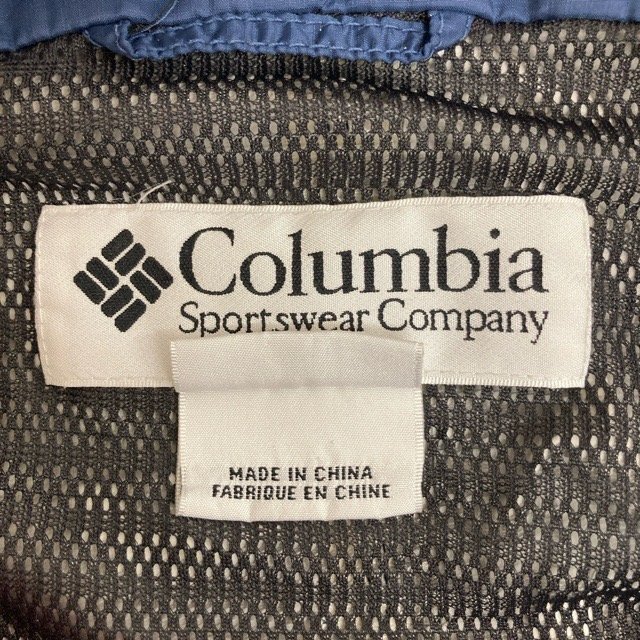 Columbia
Sportswear Company
MADE IN CHINA
FABRIQUE EN CHINE